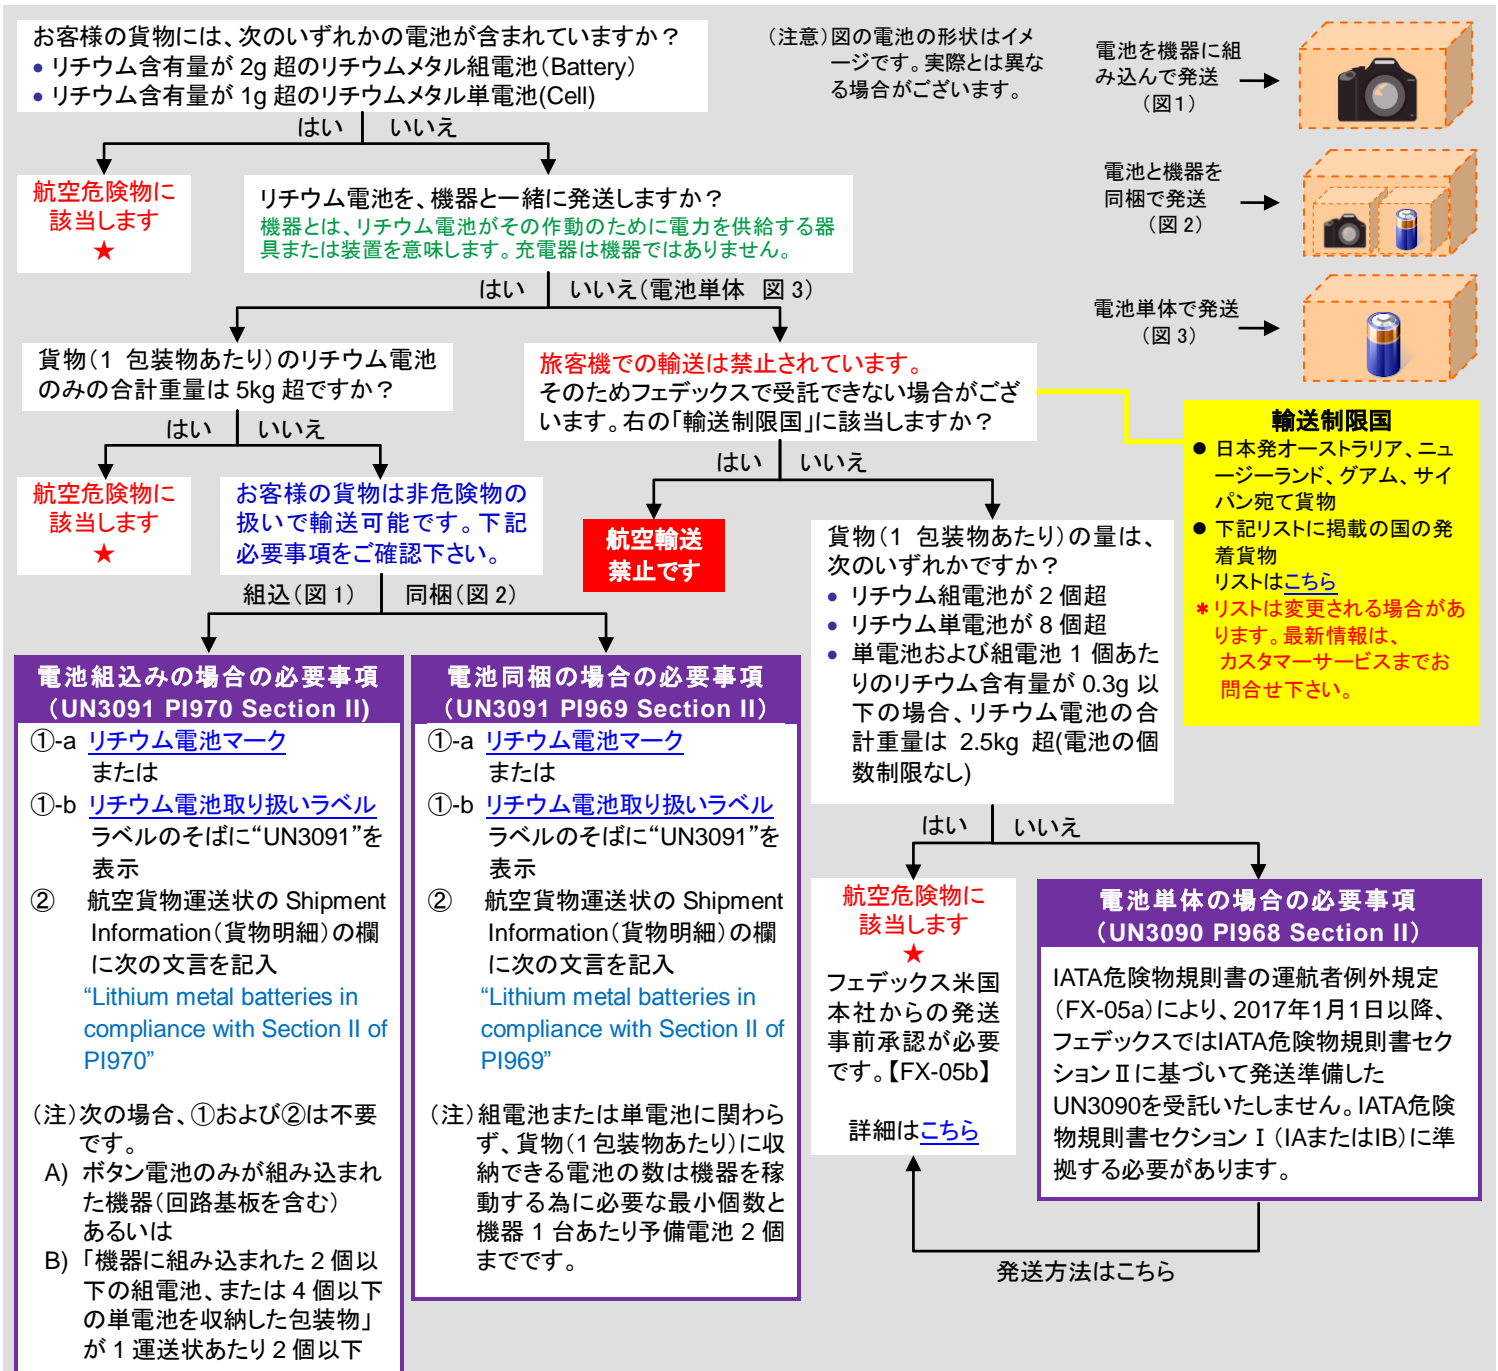 お客様の貨物には、次のいずれかの電池が含まれていますか？
• リチウム含有量が 2g 超のリチウムメタル組電池（Battery）
• リチウム含有量が 1g 超のリチウムメタル単電池(Cell)
（注意）図の電池の形状はイメ
ージです。実際とは異な
る場合がございます。
電池を機器に組
み込んで発送
（図1）
電池と機器を
同梱で発送
（図 2）
電池単体で発送
（図 3）
はい
いいえ
航空危険物に
該当します
★
リチウム電池を、機器と一緒に発送しますか？
機器とは、リチウム電池がその作動のために電力を供給する器
具または装置を意味します。充電器は機器ではありません。
はい
いいえ（電池単体 図 3）
貨物（1 包装物あたり）のリチウム電池
のみの合計重量は 5kg 超ですか？
旅客機での輸送は禁止されています。
そのためフェデックスで受託できない場合がござ
います。右の「輸送制限国」に該当しますか？
輸送制限国
● 日本発オーストラリア、ニュ
ージーランド、グアム、サイ
パン宛て貨物
● 下記リストに掲載の国の発
着貨物
リストはこちら
＊リストは変更される場合があ
ります。最新情報は、
カスタマーサービスまでお
問合せ下さい。
はい
いいえ
航空危険物に
該当します
★
お客様の貨物は非危険物の
扱いで輸送可能です。下記
必要事項をご確認下さい。
はい
いいえ
航空輸送
禁止です
貨物（1 包装物あたり）の量は、
次のいずれかですか？
• リチウム組電池が 2 個超
• リチウム単電池が 8 個超
• 単電池および組電池 1 個あた
りのリチウム含有量が 0.3g 以
下の場合、リチウム電池の合
計重量は 2.5kg 超(電池の個
数制限なし)
組込（図 1）
同梱（図 2）
電池組込みの場合の必要事項
（UN3091 PI970 Section II)
①-a リチウム電池マーク
または
①-b リチウム電池取り扱いラベル
ラベルのそばに“UN3091”を
表示
② 航空貨物運送状の Shipment
Information（貨物明細）の欄
に次の文言を記入
“Lithium metal batteries in
compliance with Section II of
PI970”
（注）次の場合、①および②は不要
です。
A) ボタン電池のみが組み込まれ
た機器（回路基板を含む）
あるいは
B) 「機器に組み込まれた 2 個以
下の組電池、または 4 個以下
の単電池を収納した包装物」
が 1 運送状あたり 2 個以下
電池同梱の場合の必要事項
（UN3091 PI969 Section II）
①-a リチウム電池マーク
または
①-b リチウム電池取り扱いラベル
ラベルのそばに“UN3091”を
表示
② 航空貨物運送状の Shipment
Information（貨物明細）の欄
に次の文言を記入
“Lithium metal batteries in
compliance with Section II of
PI969”
（注）組電池または単電池に関わら
ず、貨物（1 包装物あたり）に収
納できる電池の数は機器を稼
動する為に必要な最小個数と
機器 1 台あたり予備電池 2 個
までです。
はい
いいえ
航空危険物に
該当します
★
フェデックス米国
本社からの発送
事前承認が必要
です。【FX-05b】
詳細はこちら
電池単体の場合の必要事項
（UN3090 PI968 Section II）
IATA危険物規則書の運航者例外規定
（FX-05a）により、2017年1月1日以降、
フェデックスではIATA危険物規則書セク
ションⅡに基づいて発送準備した
UN3090を受託いたしません。IATA危険
物規則書セクション Ⅰ（IAまたはIB）に準
拠する必要があります。
発送方法はこちら